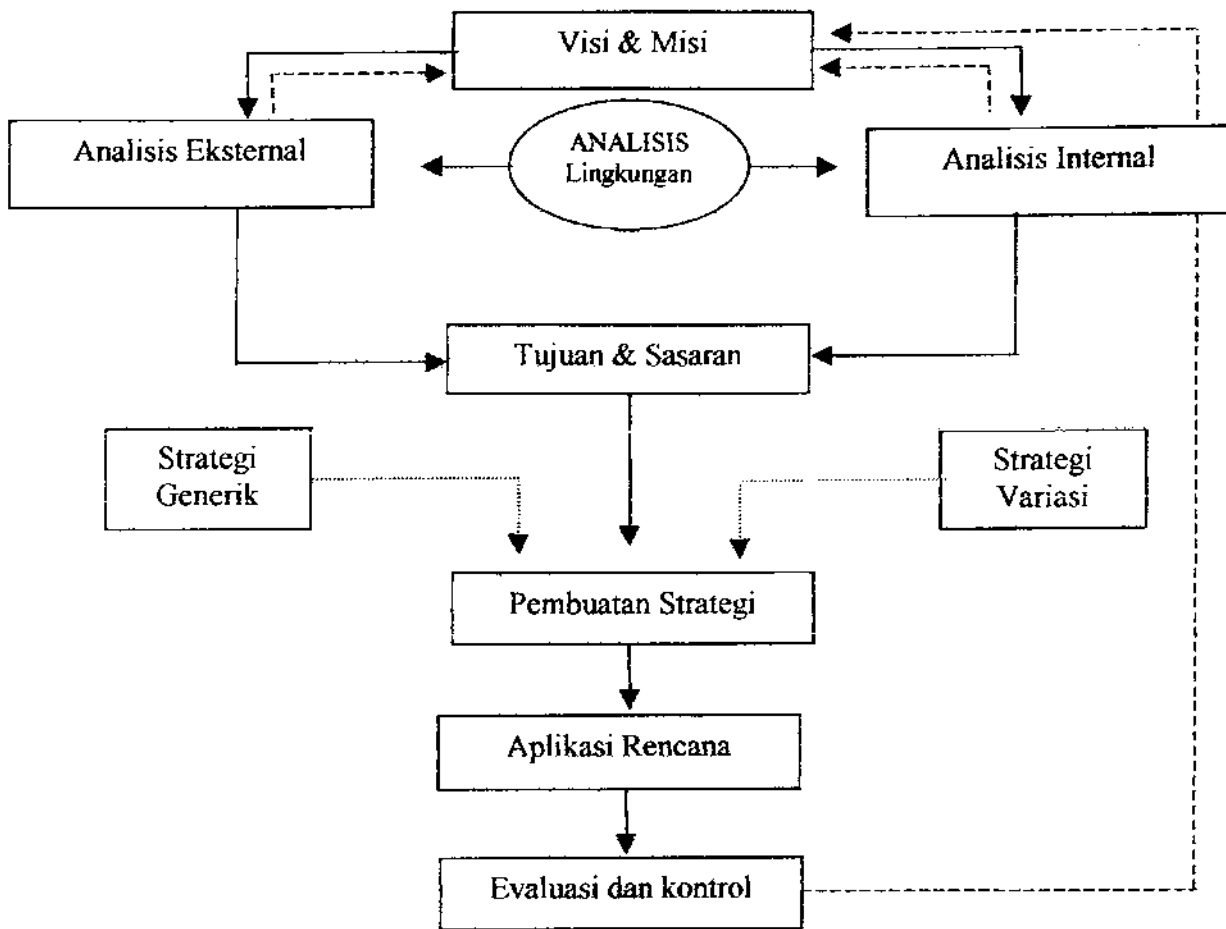 Visi & Misi
Analisis Eksternal
ANALISIS
Lingkungan
Analisis Internal
Tujuan & Sasaran
Strategi
Generik
Strategi
Variasi
Pembuatan Strategi
Aplikasi Rencana
Evaluasi dan kontrol